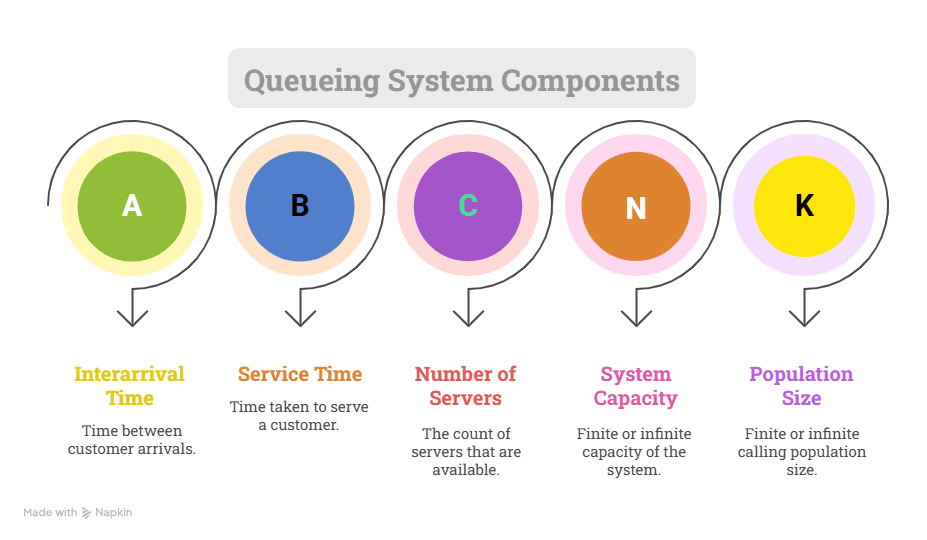 Queueing System Components
A
B
C
N
K
Interarrival
Time
Time between
customer arrivals.
Service Time
Time taken to serve
a customer.
Number of
Servers
The count of
servers that are
available.
System
Capacity
Finite or infinite
capacity of the
system.
Population
Size
Finite or infinite
calling population
size.
Made with Napkin